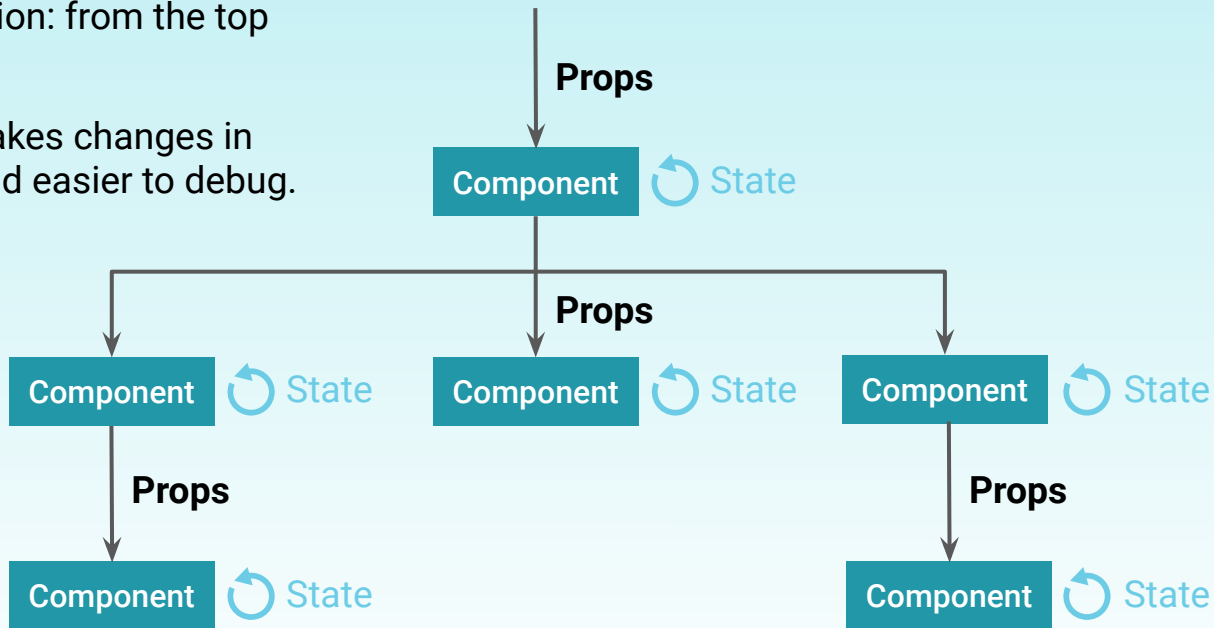 ion: from the top
akes changes in
d easier to debug.
Props
Component State
Props
Component State Component State Component State
Props Props
Component State Component State